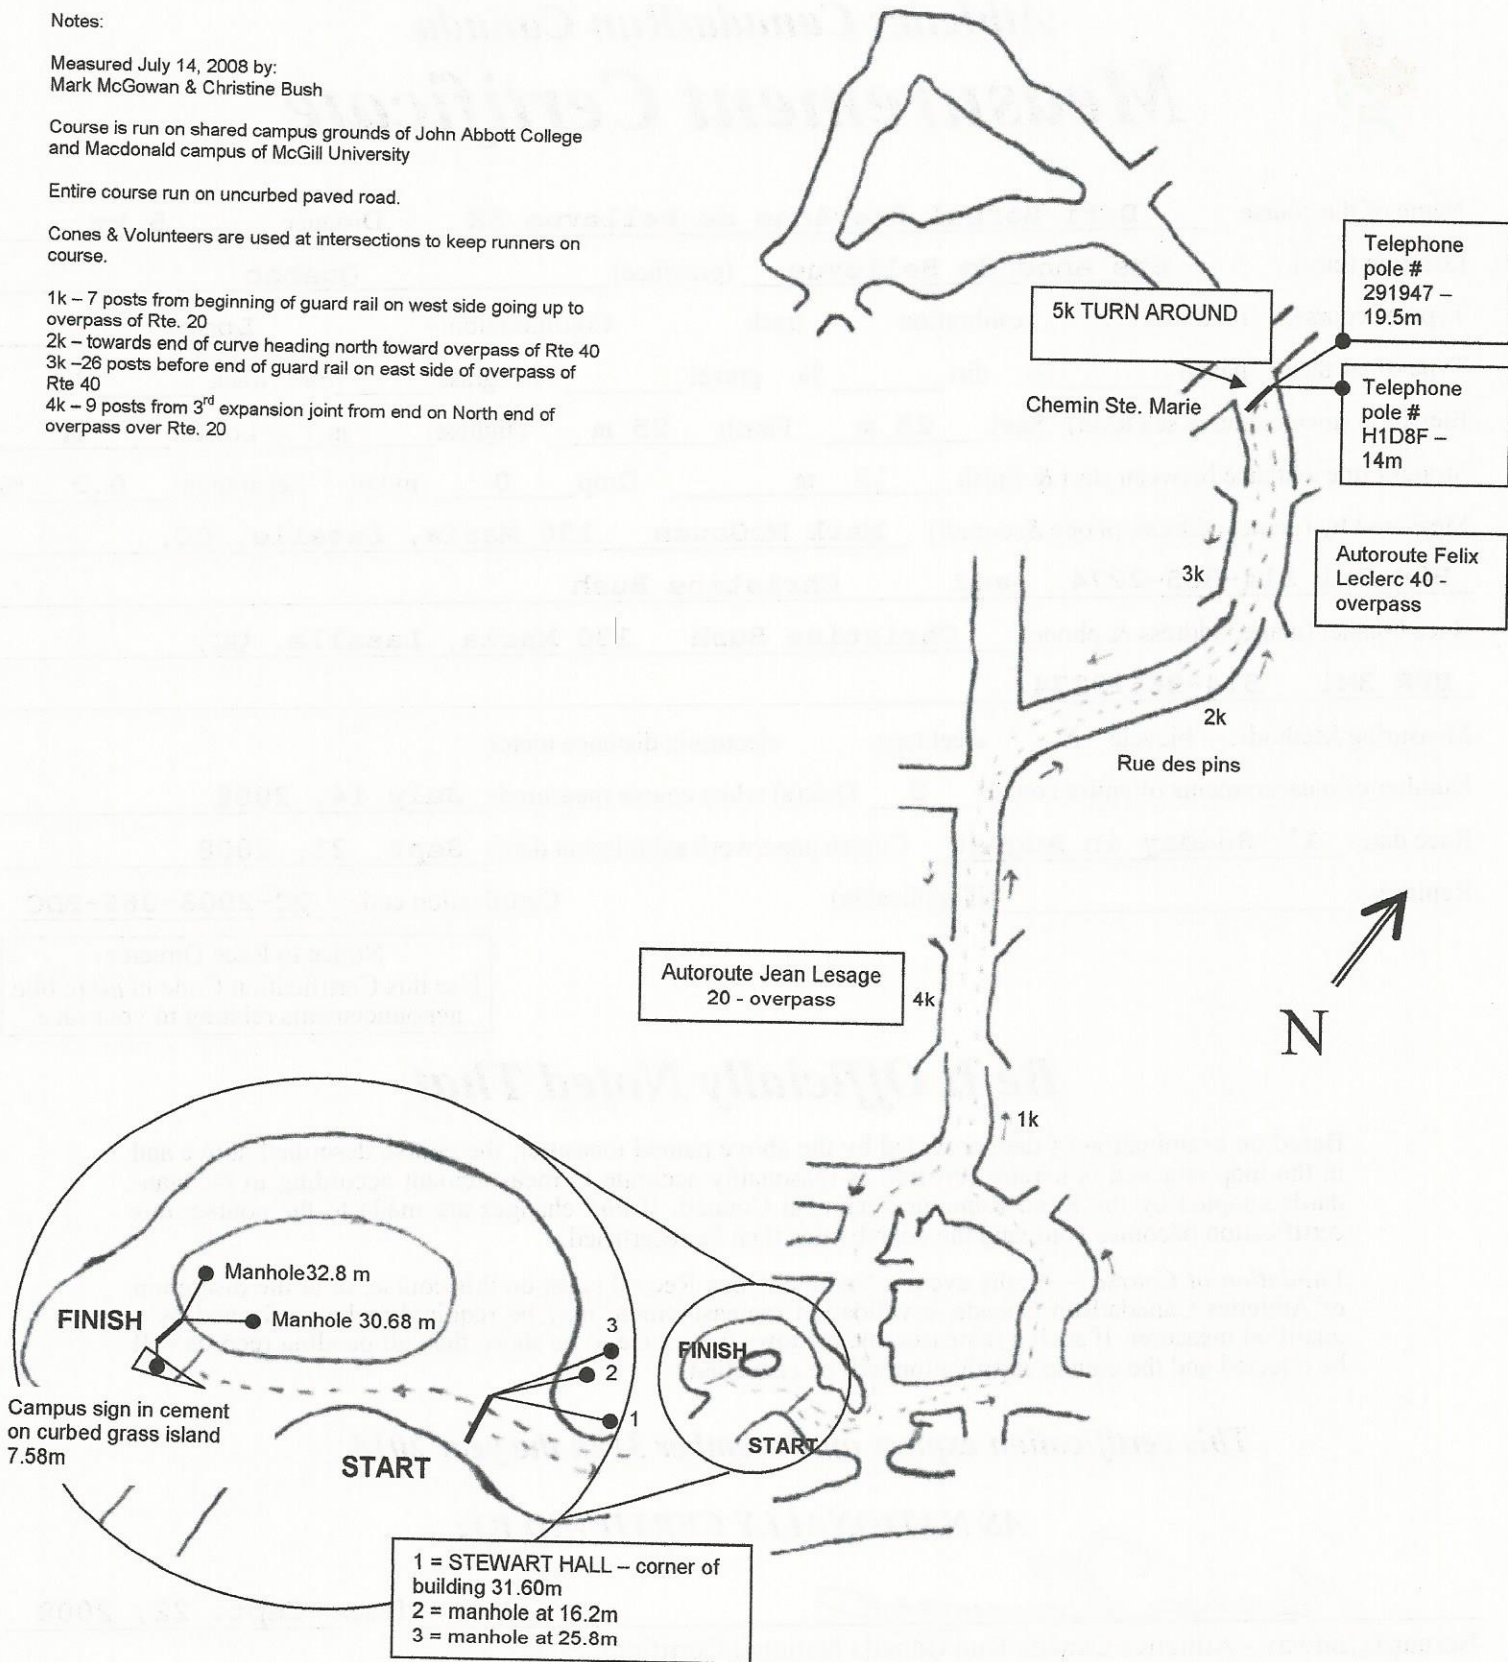 Notes:
Measured July 14, 2008 by:
Mark McGowan & Christine Bush
Course is run on shared campus grounds of John Abbott College
and Macdonald campus of McGill University
Entire course run on uncurbed paved road.
Cones & Volunteers are used at intersections to keep runners on
course.
1k – 7 posts from beginning of guard rail on west side going up to
overpass of Rte. 20
2k – towards end of curve heading north toward overpass of Rte 40
3k –26 posts before end of guard rail on east side of overpass of
Rte 40
4k – 9 posts from 3rd expansion joint from end on North end of
overpass over Rte. 20
Telephone
pole #
291947 –
19.5m
5k TURN AROUND
Telephone
pole #
H1D8F –
14m
Chemin Ste. Marie
Autoroute Felix
Leclerc 40 -
overpass
3k
2k
Rue des pins
Autoroute Jean Lesage
20 - overpass
4k
N
1k
Manhole32.8 m
FINISH
Manhole 30.68 m
3
2
1
Campus sign in cement
on curbed grass island
7.58m
START
FINISH
START
1 = STEWART HALL – corner of
building 31.60m
2 = manhole at 16.2m
3 = manhole at 25.8m